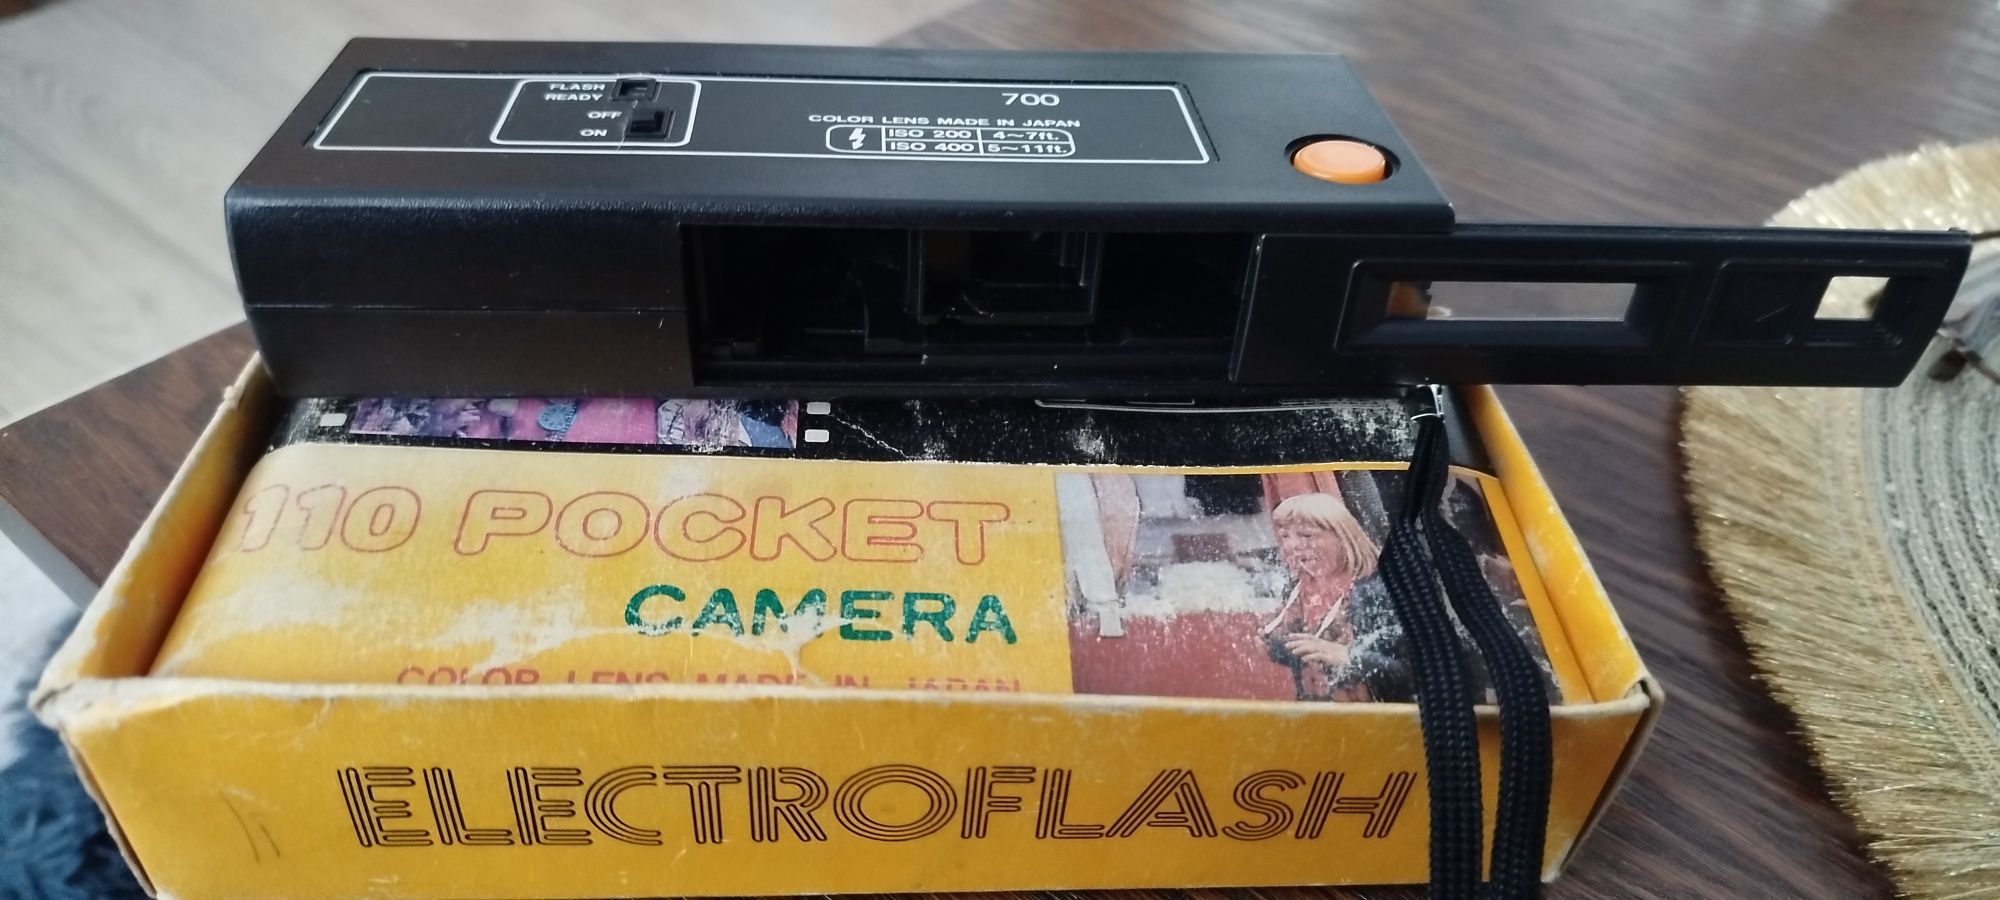 FLASH
READY
OFF
ON
700
COLOR LENS MADE IN JAPAN
ISO 200 4~7ft.
ISO 400 5~11ft.
110 POCKET
CAMERA
COLOR LENS MADE IN JAPAN
ELECTROFLASH